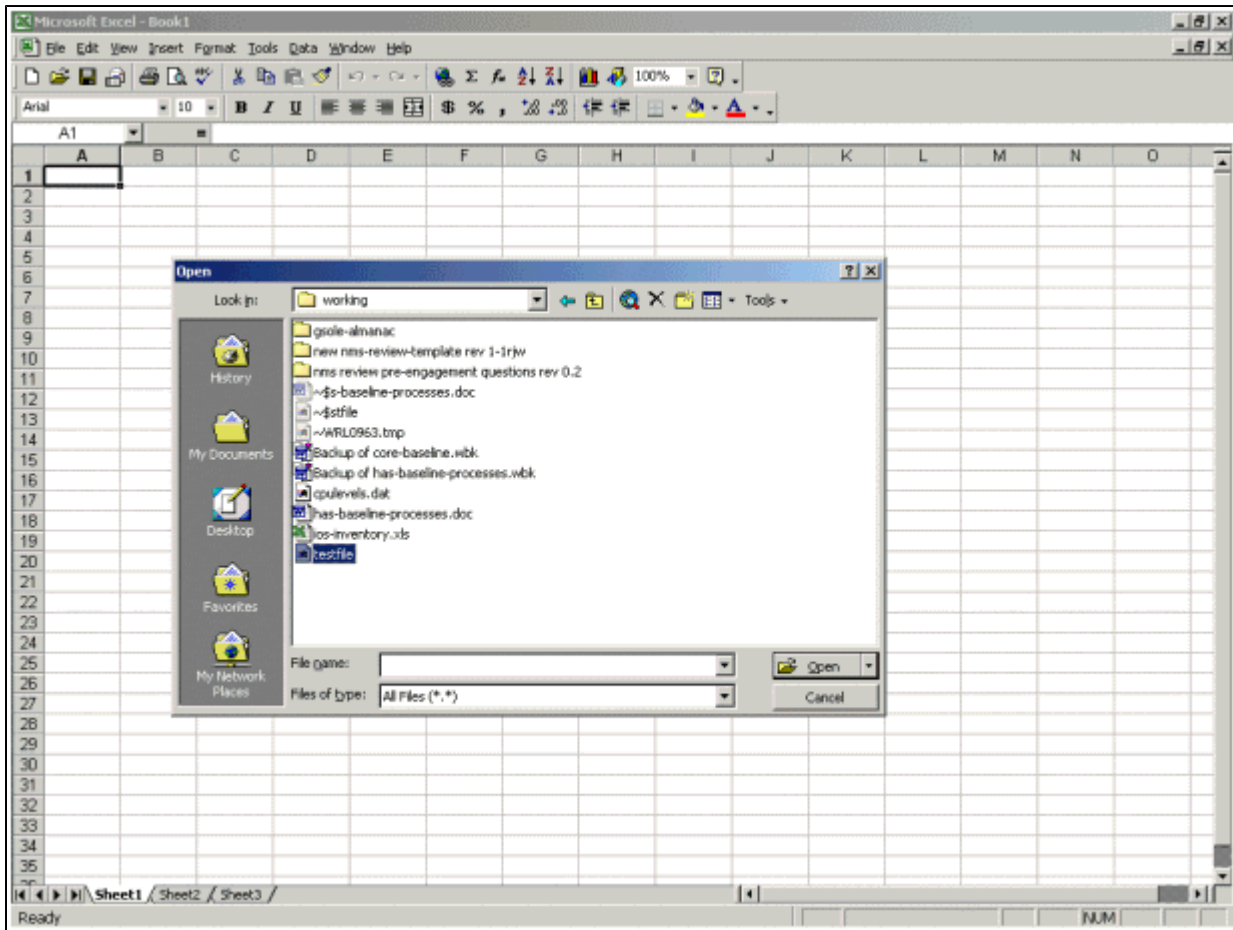 Microsoft Excel - Book1
File Edit View Insert Format Tools Data Window Help
100%
Arial 10 B I U $ % ,
A1 =
A B C D E F G H I J K L M N O
1
2
3
4
5
6
7
8
9
10
11
12
13
14
15
16
17
18
19
20
21
22
23
24
25
26
27
28
29
30
31
32
33
34
35
Open
Look in: working Tools
History
My Documents
Desktop
Favorites
My Network Places
gsole-almanac
new nms-review-template rev 1-1rjw
nms review pre-engagement questions rev 0.2
~$s-baseline-processes.doc
~$stfile
~WRL0963.tmp
Backup of core-baseline.wbk
Backup of has-baseline-processes.wbk
cpulevels.dat
has-baseline-processes.doc
ios-inventory.xls
testfile
File name: Open
Files of type: All Files (*.*) Cancel
Sheet1 Sheet2 Sheet3
Ready NUM